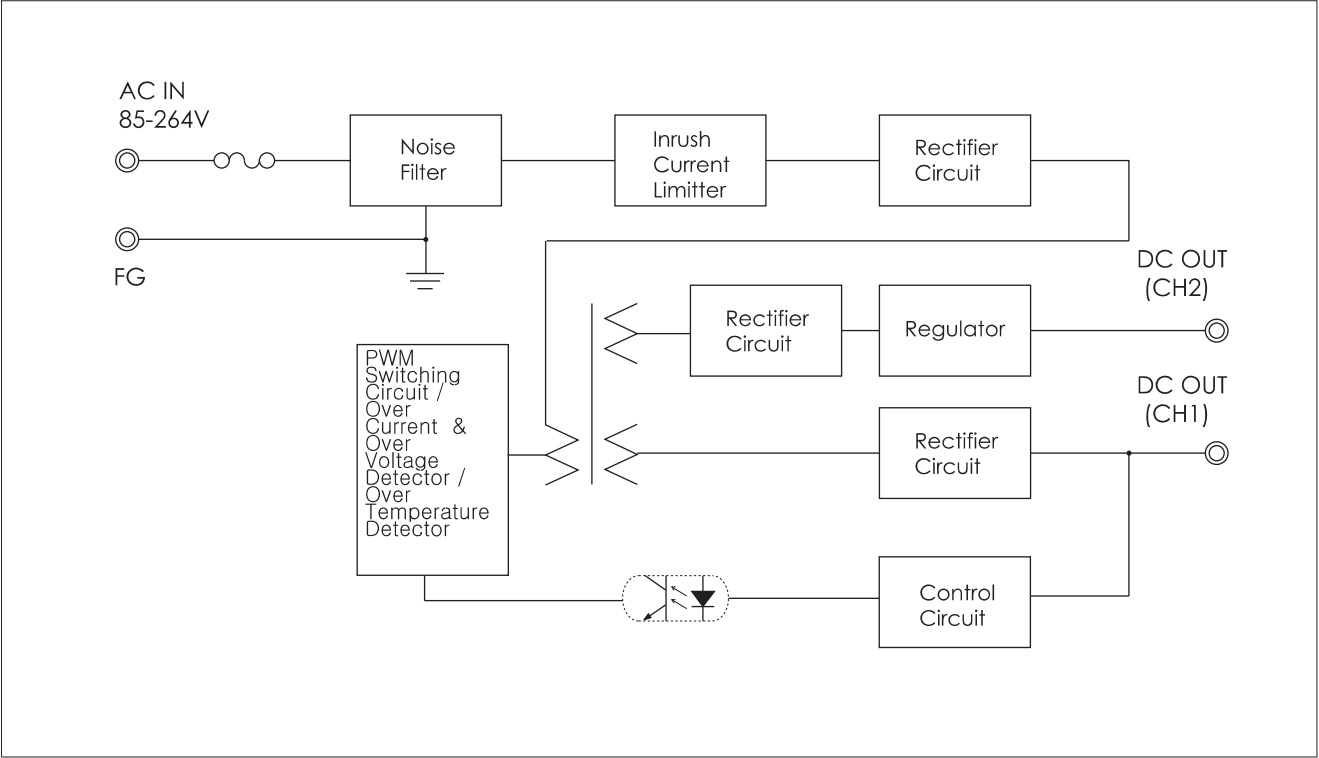 AC IN
85-264V
Noise
Filter
Inrush
Current
Limitter
Rectifier
Circuit
FG
DC OUT
(CH2)
Rectifier
Circuit
Regulator
PWM
Switching
Circuit /
Over
Current &
Over
Voltage
Detector /
Over
Temperature
Detector
DC OUT
(CH1)
Rectifier
Circuit
Control
Circuit